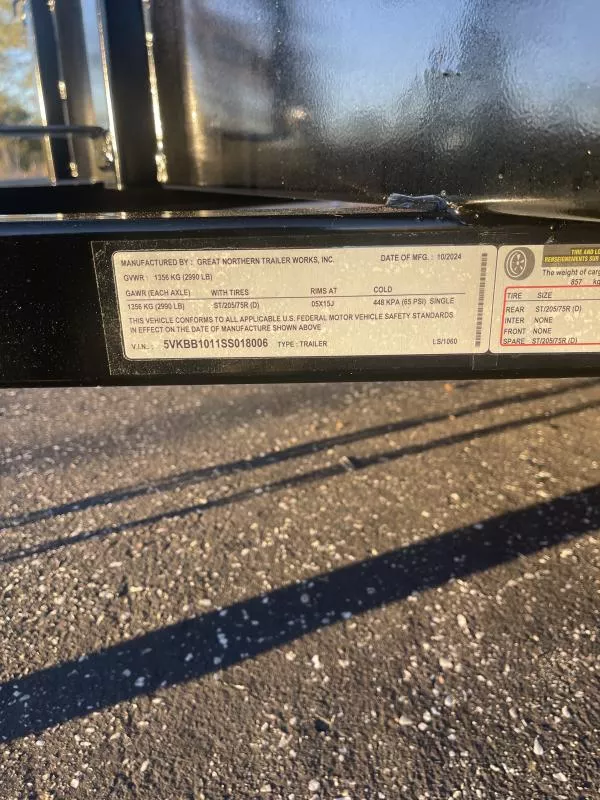 MANUFACTURED BY : GREAT NORTHERN TRAILER WORKS, INC. DATE OF MFG. : 10/2024
GVWR : 1356 KG (2990 LB)
GAWR (EACH AXLE) WITH TIRES RIMS AT COLD
1356 KG (2990 LB) ST/205/75R (D) 05X15J 448 KPA (65 PSI) SINGLE
THIS VEHICLE CONFORMS TO ALL APPLICABLE U.S. FEDERAL MOTOR VEHICLE SAFETY STANDARDS
IN EFFECT ON THE DATE OF MANUFACTURE SHOWN ABOVE
V.I.N. : 5VKBB1011SS018006 TYPE : TRAILER LS/1060
TIRE AND LO
RENSEIGNEMENTS SUR
The weight of carg
857 kg
TIRE SIZE
REAR ST/205/75R (D)
INTER NONE
FRONT NONE
SPARE ST/205/75R (D)